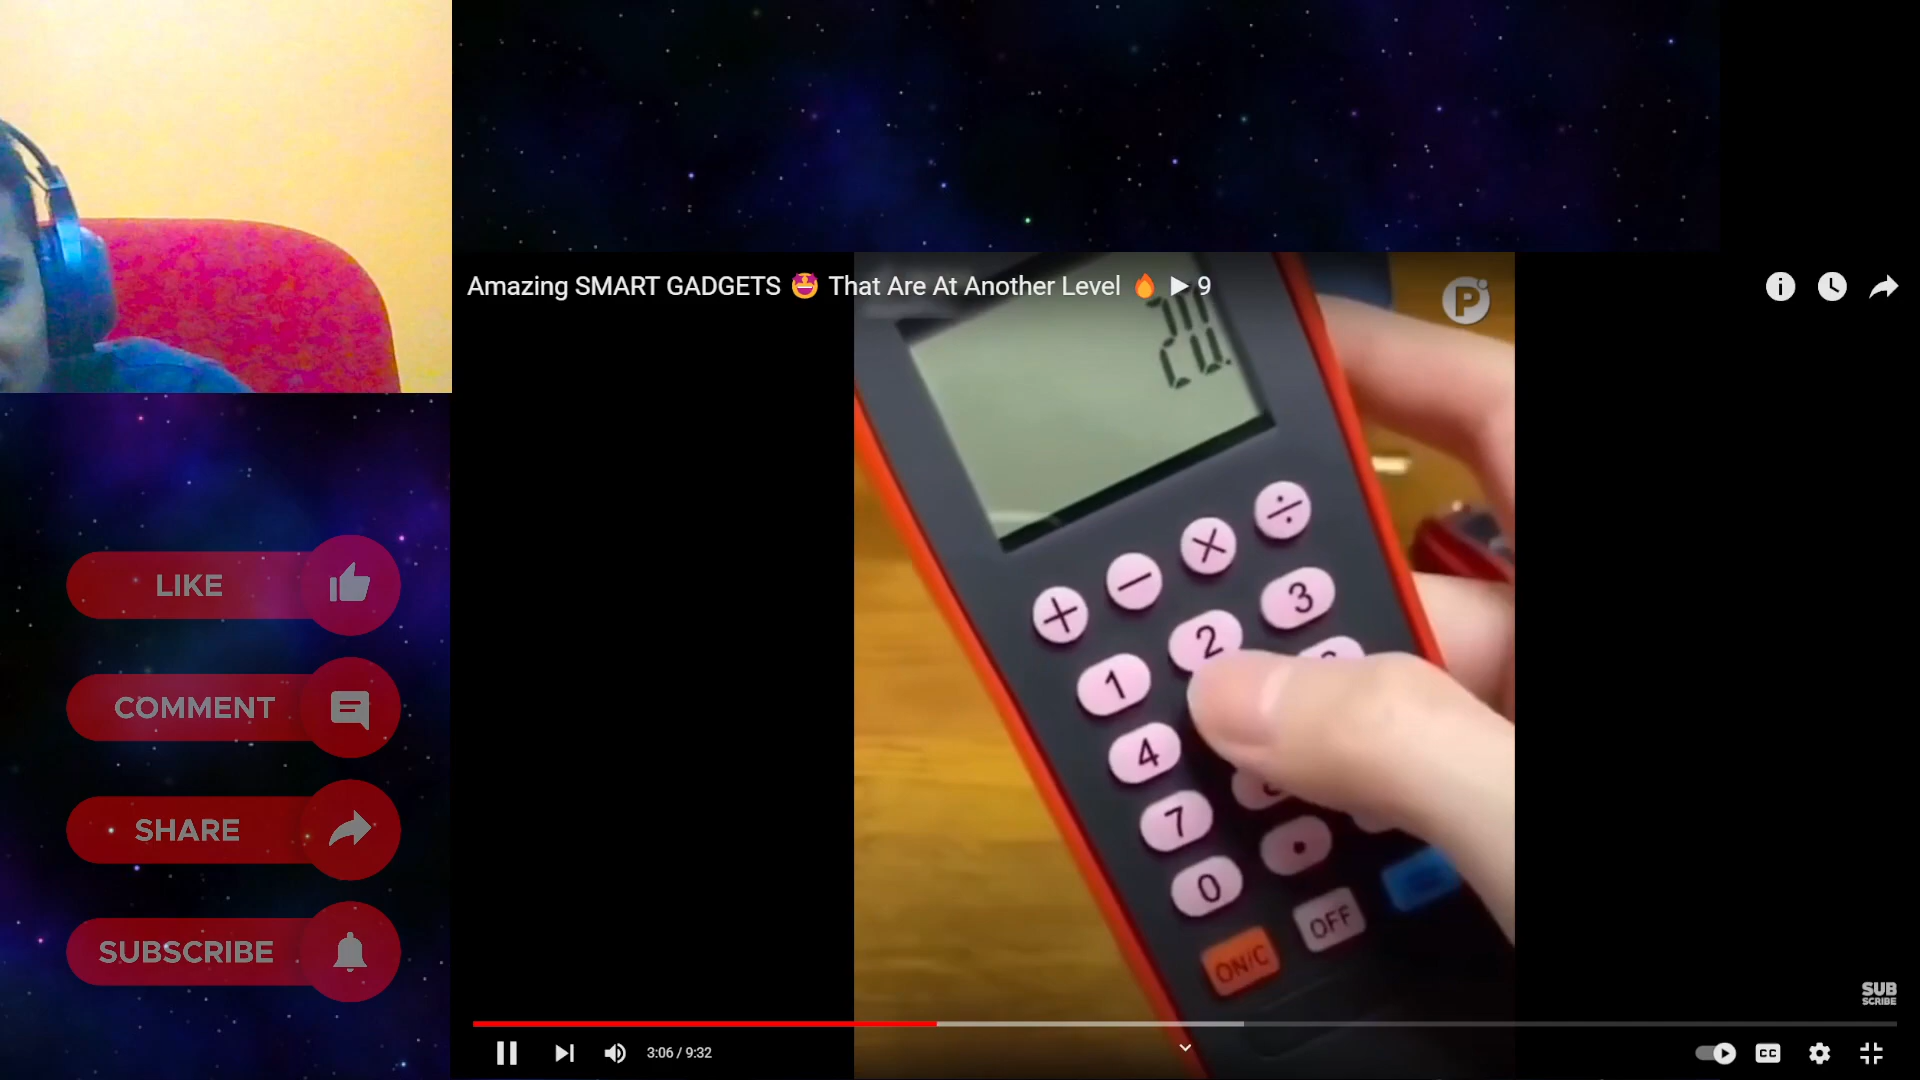 Amazing SMART GADGETS 🤩 That Are At Another Level 🔥 ▶ 9
P
+ − × ÷
1 2 3
4
7
0 .
ON/C OFF
LIKE
COMMENT
SHARE
SUBSCRIBE
SUB
SCRIBE
3:06 / 9:32
CC